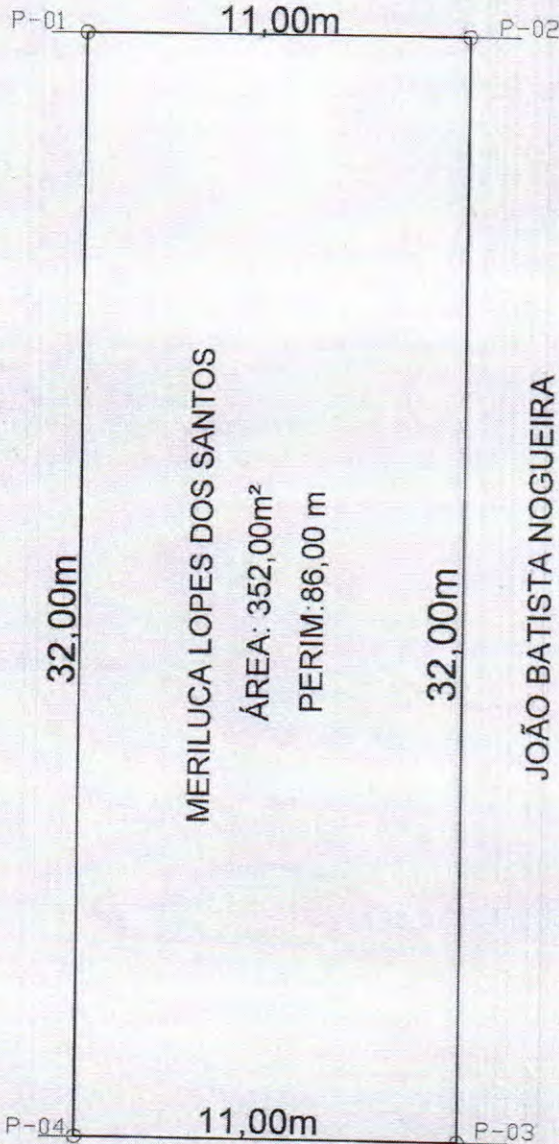 P-01
11,00m
P-02
32,00m
MERILUCA LOPES DOS SANTOS
ÁREA: 352,00m²
PERIM:86,00 m
32,00m
JOÃO BATISTA NOGUEIRA
P-04
11,00m
P-03